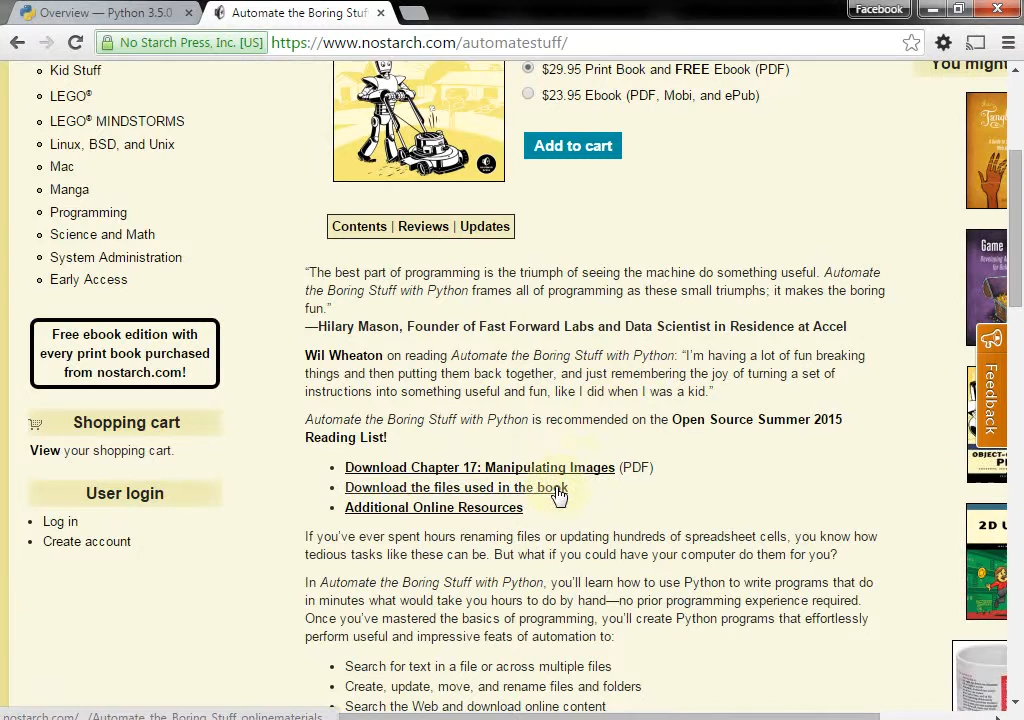 Overview — Python 3.5.0
Automate the Boring Stuf
Facebook
No Starch Press, Inc. [US]
https://www.nostarch.com/automatestuff/
Kid Stuff
LEGO®
LEGO® MINDSTORMS
Linux, BSD, and Unix
Mac
Manga
Programming
Science and Math
System Administration
Early Access
Free ebook edition with
every print book purchased
from nostarch.com!
Shopping cart
View your shopping cart.
User login
Log in
Create account
$29.95 Print Book and FREE Ebook (PDF)
$23.95 Ebook (PDF, Mobi, and ePub)
Add to cart
Contents | Reviews | Updates
“The best part of programming is the triumph of seeing the machine do something useful. Automate
the Boring Stuff with Python frames all of programming as these small triumphs; it makes the boring
fun.”
—Hilary Mason, Founder of Fast Forward Labs and Data Scientist in Residence at Accel
Wil Wheaton on reading Automate the Boring Stuff with Python: “I’m having a lot of fun breaking
things and then putting them back together, and just remembering the joy of turning a set of
instructions into something useful and fun, like I did when I was a kid.”
Automate the Boring Stuff with Python is recommended on the Open Source Summer 2015
Reading List!
Download Chapter 17: Manipulating Images (PDF)
Download the files used in the book
Additional Online Resources
If you’ve ever spent hours renaming files or updating hundreds of spreadsheet cells, you know how
tedious tasks like these can be. But what if you could have your computer do them for you?
In Automate the Boring Stuff with Python, you’ll learn how to use Python to write programs that do
in minutes what would take you hours to do by hand—no prior programming experience required.
Once you’ve mastered the basics of programming, you’ll create Python programs that effortlessly
perform useful and impressive feats of automation to:
Search for text in a file or across multiple files
Create, update, move, and rename files and folders
Search the Web and download online content
You might
Game
OBJECT-
2D
Feedback
nostarch.com/.../Automate_the_Boring_Stuff_onlinematerials